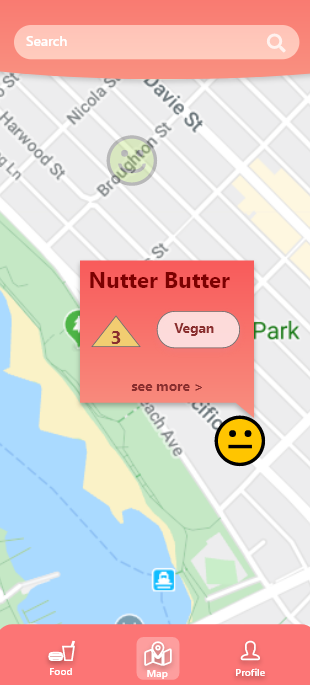 Search
Davie St
Nicola St
Harwood St
Broughton St
St
Nutter Butter
3
Vegan
Park
see more >
Pacific
Beach Ave
Food
Map
Profile